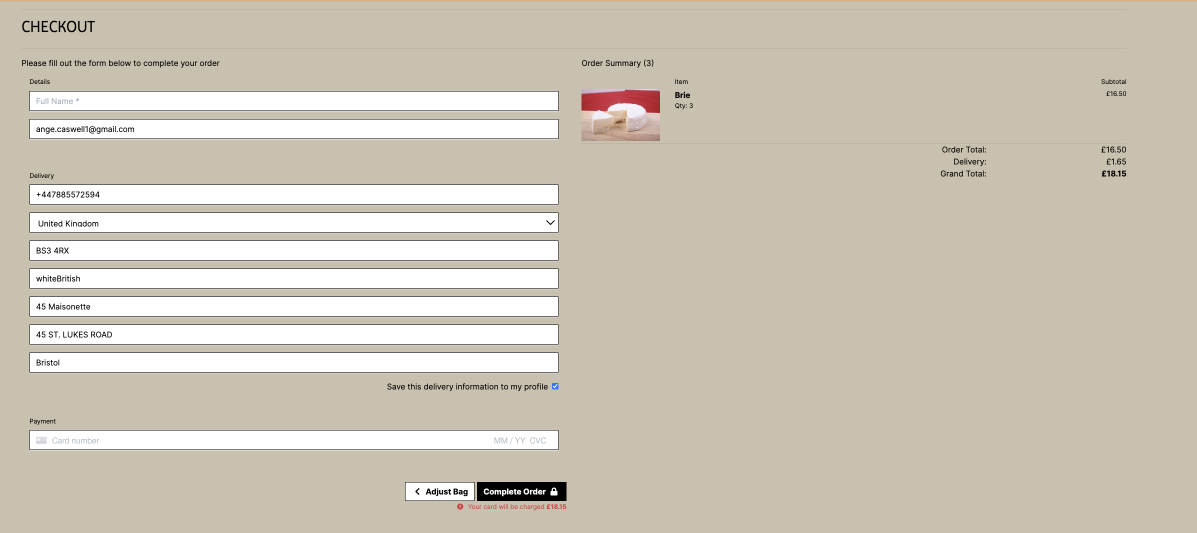 CHECKOUT
Please fill out the form below to complete your order
Details
Full Name *
ange.caswell1@gmail.com
Delivery
+447885572594
United Kingdom
BS3 4RX
whiteBritish
45 Maisonette
45 ST. LUKES ROAD
Bristol
Save this delivery information to my profile
Payment
Card number MM / YY CVC
Adjust Bag Complete Order
Your card will be charged £18.15
Order Summary (3)
Item Subtotal
Brie £16.50
Qty: 3
Order Total: £16.50
Delivery: £1.65
Grand Total: £18.15